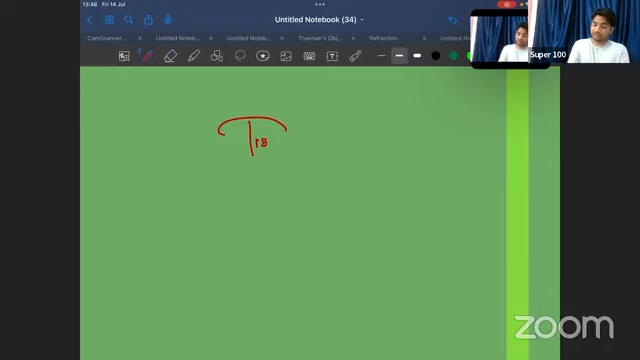 13:46 Fri 14 Jul
Untitled Notebook (34)
CamScanner... Untitled Noteb... Untitled Noteb... Trueman's Obj... Refraction. Untitled N
Super 100
18
zoom